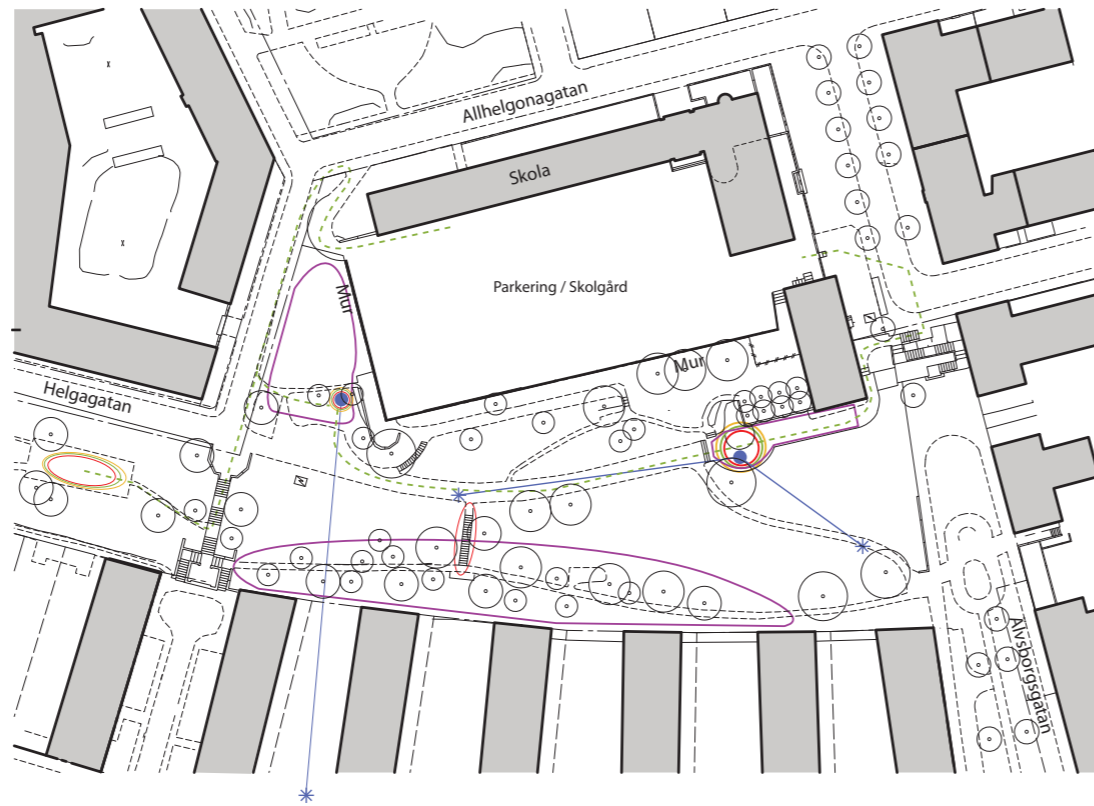 Allhelgonagatan
Skola
Mur
Parkering / Skolgård
Mur
Helgagatan
Älvsborgsgatan